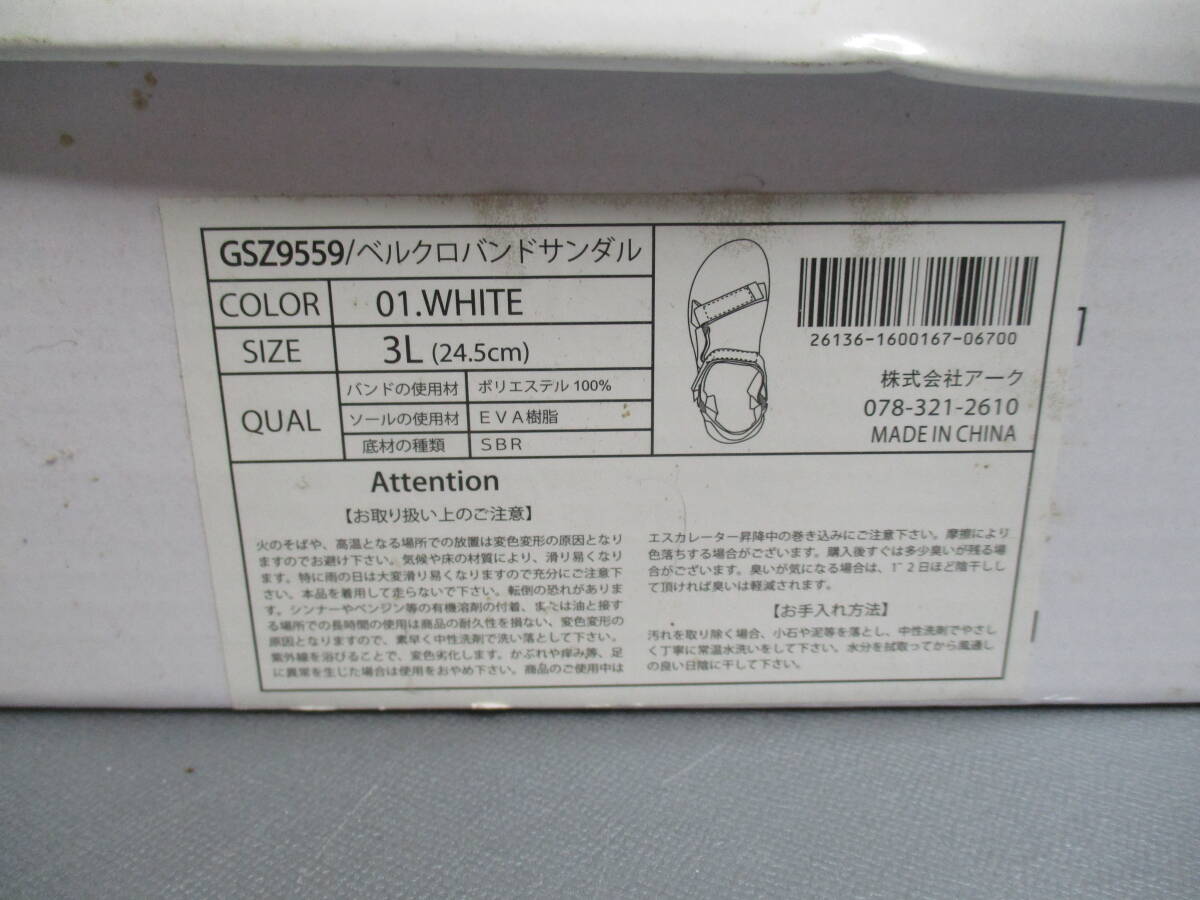 GSZ9559/ベルクロバンドサンダル
COLOR 01.WHITE
SIZE 3L (24.5cm)
QUAL
バンドの使用材 ポリエステル 100%
ソールの使用材 EVA樹脂
底材の種類 SBR
26136-1600167-06700
株式会社アーク
078-321-2610
MADE IN CHINA
Attention
【お取り扱い上のご注意】
火のそばや、高温となる場所での放置は変色変形の原因となり
ますのでお避け下さい。気候や床の材質により、滑り易くなり
ます。特に雨の日は大変滑り易くなりますので充分にご注意下
さい。本品を着用して走らないで下さい。転倒の恐れがありま
す。シンナーやベンジン等の有機溶剤の付着、または油と接す
る場所での長時間の使用は商品の耐久性を損ない、変色変形の
原因となりますので、素早く中性洗剤で洗い落として下さい。
紫外線を浴びることで、変色劣化します。かぶれや痒み等、足
に異常を生じた場合は使用をおやめ下さい。商品のご使用中は
エスカレーター昇降中の巻き込みにご注意下さい。摩擦により
色落ちする場合がございます。購入後すぐは多少臭いが残る場
合がございます。臭いが気になる場合は、1~2日ほど陰干しし
て頂ければ臭いは軽減されます。
【お手入れ方法】
汚れを取り除く場合、小石や泥等を落とし、中性洗剤でやさし
く丁寧に常温水洗いをして下さい。水分を拭取ってから風通し
の良い日陰に干して下さい。